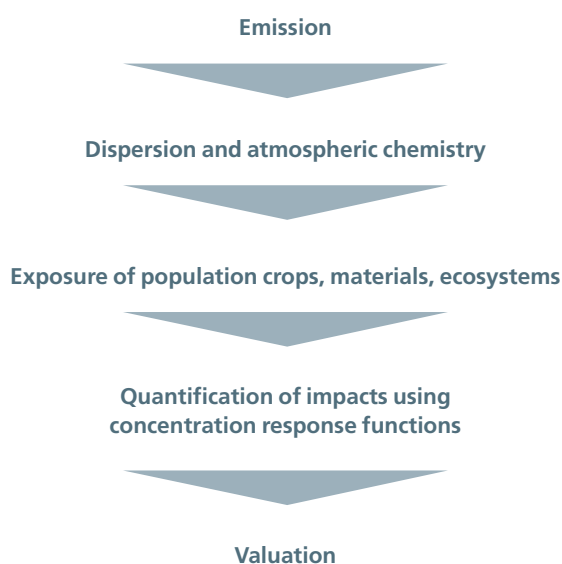 Emission
Dispersion and atmospheric chemistry
Exposure of population crops, materials, ecosystems
Quantification of impacts using
concentration response functions
Valuation